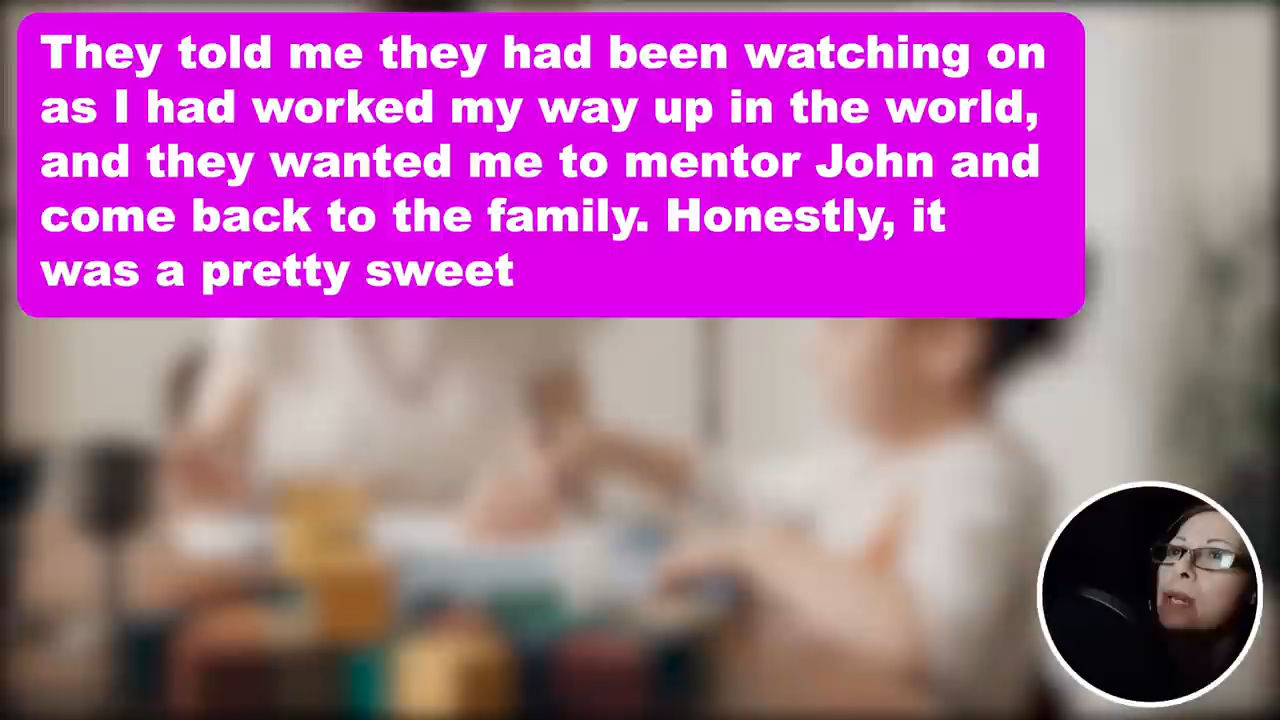 They told me they had been watching on
as I had worked my way up in the world,
and they wanted me to mentor John and
come back to the family. Honestly, it
was a pretty sweet